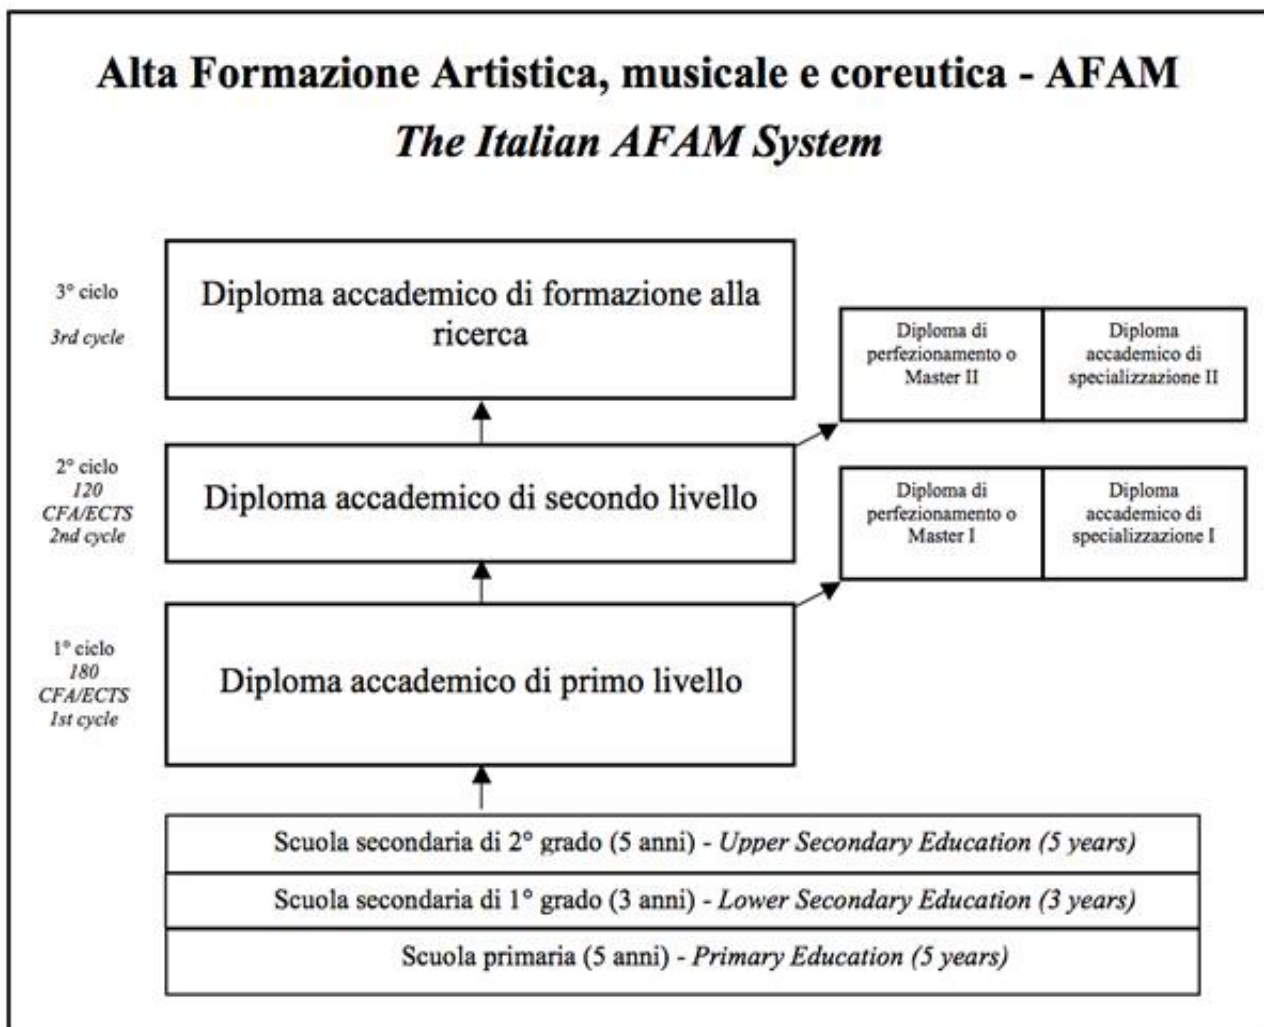 Alta Formazione Artistica, musicale e coreutica - AFAM
The Italian AFAM System
3° ciclo
3rd cycle
Diploma accademico di formazione alla
ricerca
Diploma di
perfezionamento o
Master II
Diploma
accademico di
specializzazione II
2° ciclo
120
CFA/ECTS
2nd cycle
Diploma accademico di secondo livello
Diploma di
perfezionamento o
Master I
Diploma
accademico di
specializzazione I
1° ciclo
180
CFA/ECTS
1st cycle
Diploma accademico di primo livello
Scuola secondaria di 2° grado (5 anni) - Upper Secondary Education (5 years)
Scuola secondaria di 1° grado (3 anni) - Lower Secondary Education (3 years)
Scuola primaria (5 anni) - Primary Education (5 years)